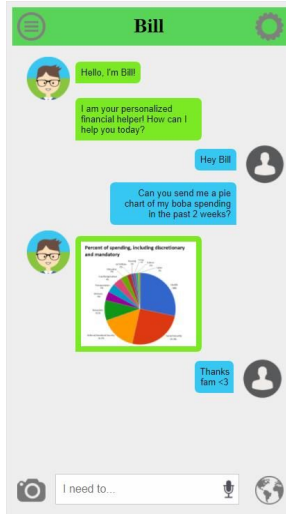 Bill
Hello, I'm Bill!
I am your personalized
financial helper! How can I
help you today?
Hey Bill
Can you send me a pie
chart of my boba spending
in the past 2 weeks?
Percent of spending, including discretionary
and mandatory
Thanks
fam <3
I need to...